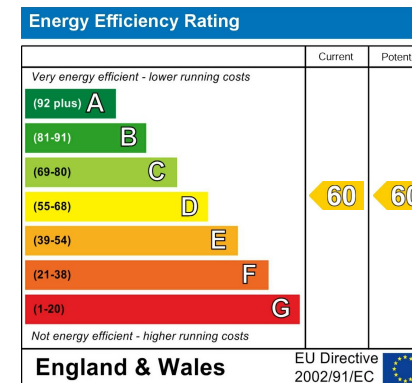 Energy Efficiency Rating
Current Potent
Very energy efficient - lower running costs
(92 plus) A
(81-91) B
(69-80) C
(55-68) D
60 60
(39-54) E
(21-38) F
(1-20) G
Not energy efficient - higher running costs
England & Wales
EU Directive
2002/91/EC